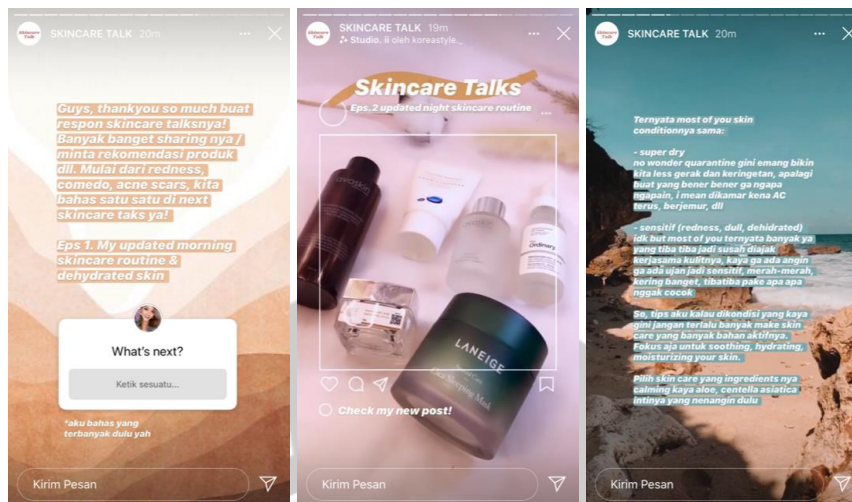 SKINCARE TALK 20m
Guys, thankyou so much buat
respon skincare talksnya!
Banyak banget sharing nya /
minta rekomendasi produk
dll. Mulai dari redness,
comedo, acne scars, kita
bahas satu satu di next
skincare taks ya!
Eps 1. My updated morning
skincare routine &
dehydrated skin
What's next?
Ketik sesuatu...
*aku bahas yang
terbanyak dulu yah
Kirim Pesan
SKINCARE TALK 19m
Studio. Ii oleh koreastyle._
Skincare Talks
Eps.2 updated night skincare routine
avoskin
Ordinary
LANEIGE
Special Care
Cica Sleeping Mask
Check my new post!
Kirim Pesan
SKINCARE TALK 20m
Ternyata most of you skin
conditionnya sama:
- super dry
no wonder quarantine gini emang bikin
kita less gerak dan keringetan, apalagi
buat yang bener bener ga ngapa
ngapain, i mean dikamar kena AC
terus, berjemur, dll
- sensitif (redness, dull, dehidrated)
idk but most of you ternyata banyak ya
yang tiba tiba jadi susah diajak
kerjasama kulitnya, kaya ga ada angin
ga ada ujan jadi sensitif, merah-merah,
kering banget, tibatiba pake apa apa
nggak cocok
So, tips aku kalau dikondisi yang kaya
gini jangan terlalu banyak make skin
care yang banyak bahan aktifnya.
Fokus aja untuk soothing, hydrating,
moisturizing your skin.
Pilih skin care yang ingredients nya
calming kaya aloe, centella asiatica
intinya yang nenangin dulu
Kirim Pesan